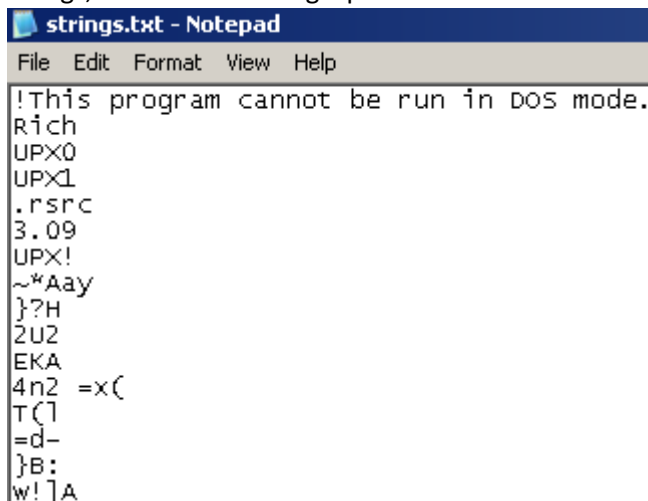 strings.txt - Notepad
File Edit Format View Help
!This program cannot be run in DOS mode.
Rich
UPX0
UPX1
.rsrc
3.09
UPX!
~*Aay
}?H
2U2
EKA
4n2 =x(
T(]
=d-
}B:
w!]A